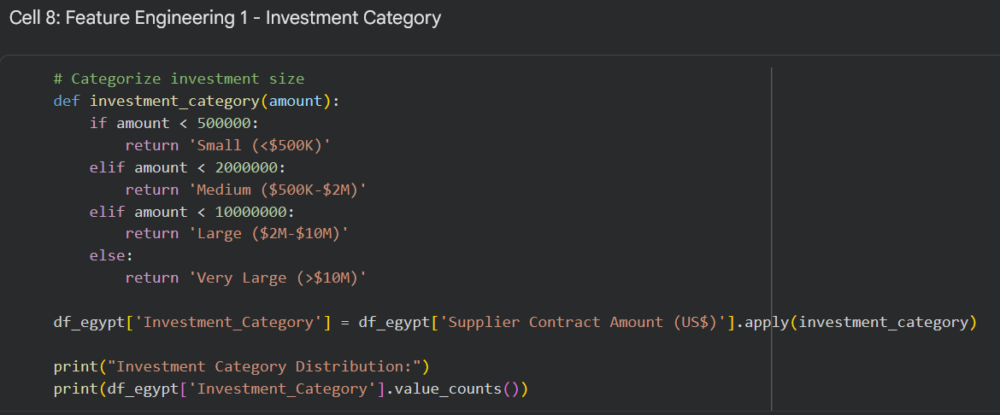 Cell 8: Feature Engineering 1 - Investment Category
# Categorize investment size
def investment_category(amount):
    if amount < 500000:
        return 'Small (<$500K)'
    elif amount < 2000000:
        return 'Medium ($500K-$2M)'
    elif amount < 10000000:
        return 'Large ($2M-$10M)'
    else:
        return 'Very Large (>$10M)'
df_egypt['Investment_Category'] = df_egypt['Supplier Contract Amount (US$)'].apply(investment_category)
print("Investment Category Distribution:")
print(df_egypt['Investment_Category'].value_counts())